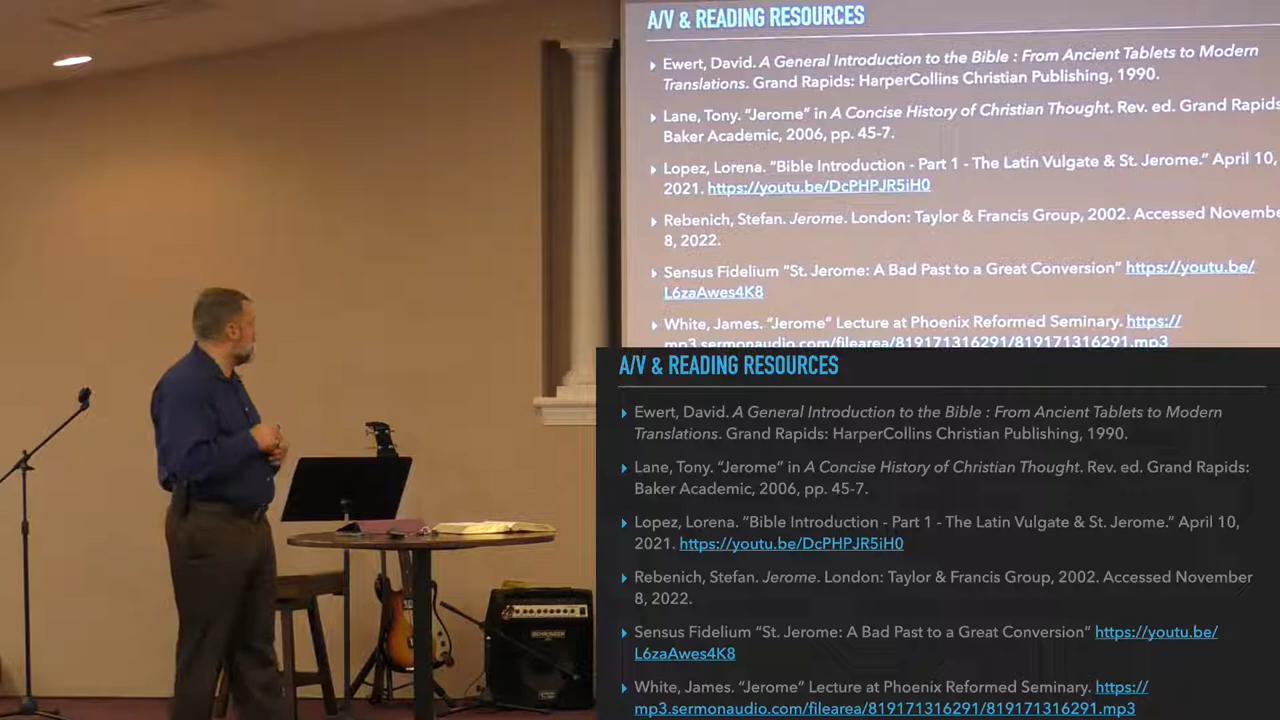 A/V & READING RESOURCES
Ewert, David. A General Introduction to the Bible : From Ancient Tablets to Modern
Translations. Grand Rapids: HarperCollins Christian Publishing, 1990.
Lane, Tony. “Jerome” in A Concise History of Christian Thought. Rev. ed. Grand Rapids
Baker Academic, 2006, pp. 45-7.
Lopez, Lorena. “Bible Introduction - Part 1 - The Latin Vulgate & St. Jerome.” April 10,
2021. https://youtu.be/DcPHPJR5iH0
Rebenich, Stefan. Jerome. London: Taylor & Francis Group, 2002. Accessed Novembe
8, 2022.
Sensus Fidelium “St. Jerome: A Bad Past to a Great Conversion” https://youtu.be/
L6zaAwes4K8
White, James. “Jerome” Lecture at Phoenix Reformed Seminary. https://
mp3.sermonaudio.com/filearea/819171316291/819171316291.mp3
A/V & READING RESOURCES
Ewert, David. A General Introduction to the Bible : From Ancient Tablets to Modern
Translations. Grand Rapids: HarperCollins Christian Publishing, 1990.
Lane, Tony. “Jerome” in A Concise History of Christian Thought. Rev. ed. Grand Rapids:
Baker Academic, 2006, pp. 45-7.
Lopez, Lorena. “Bible Introduction - Part 1 - The Latin Vulgate & St. Jerome.” April 10,
2021. https://youtu.be/DcPHPJR5iH0
Rebenich, Stefan. Jerome. London: Taylor & Francis Group, 2002. Accessed November
8, 2022.
Sensus Fidelium “St. Jerome: A Bad Past to a Great Conversion” https://youtu.be/
L6zaAwes4K8
White, James. “Jerome” Lecture at Phoenix Reformed Seminary. https://
mp3.sermonaudio.com/filearea/819171316291/819171316291.mp3
BEHRINGER